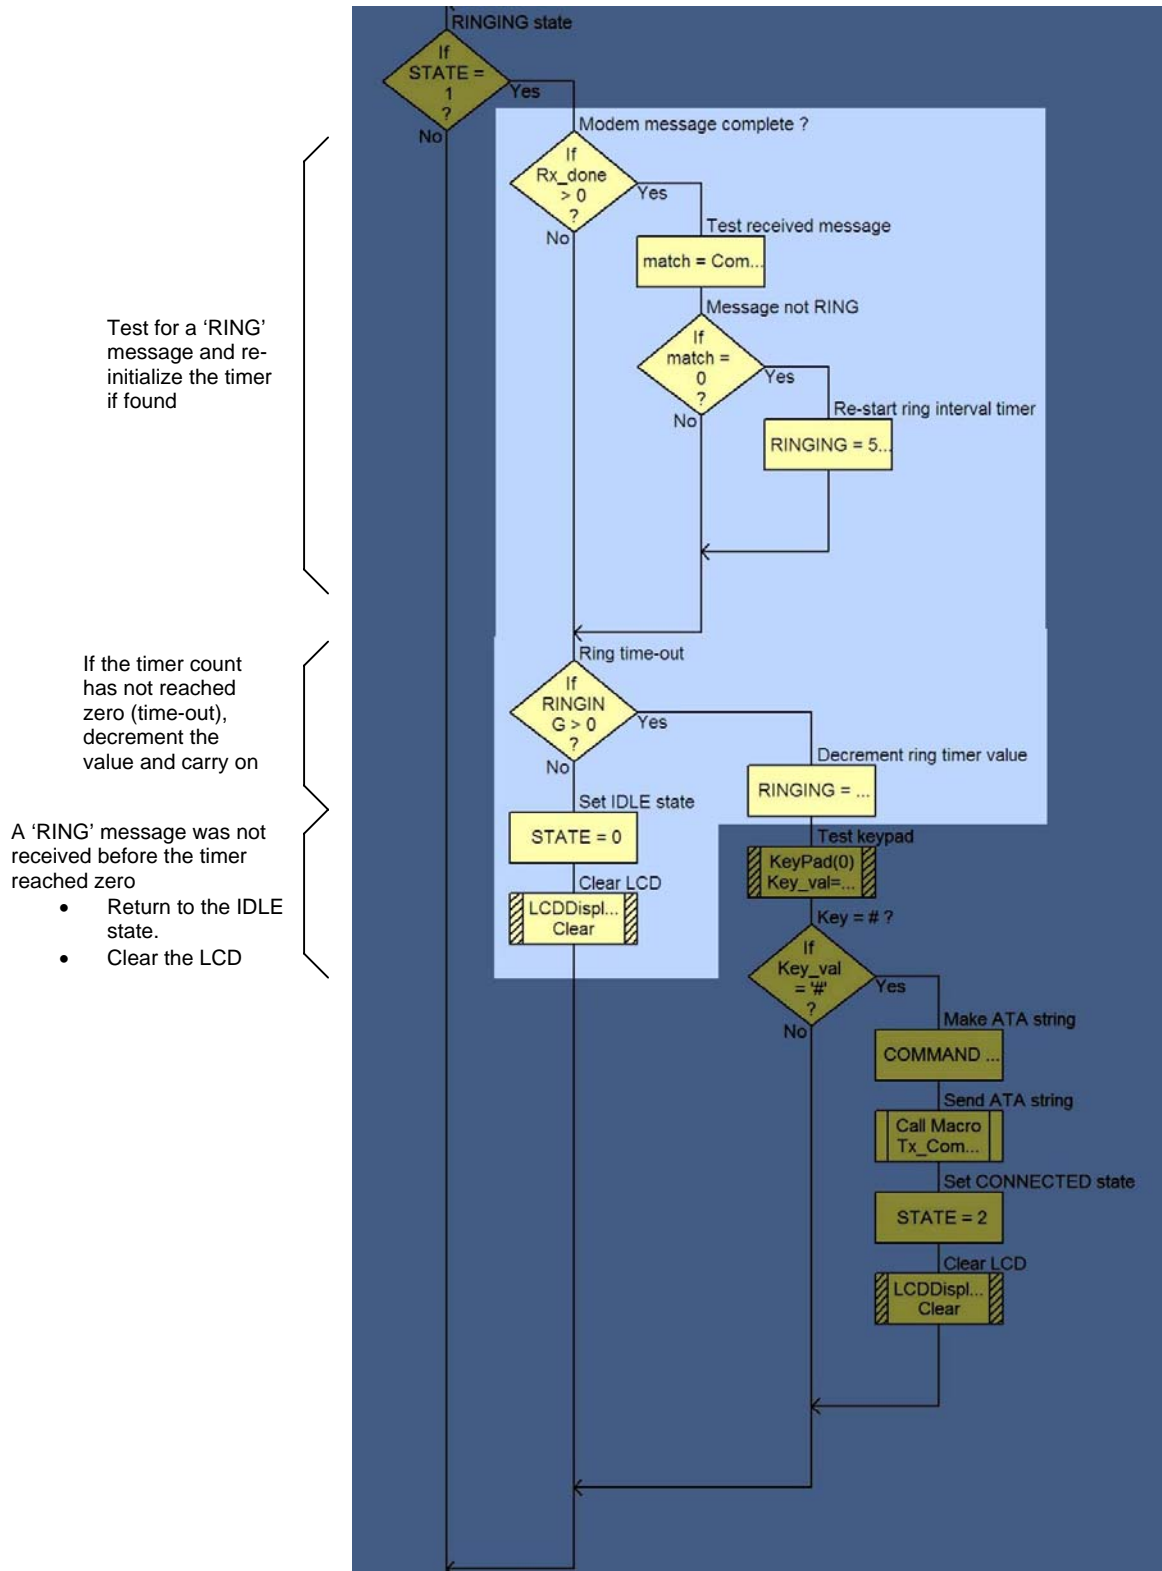 RINGING state
If
STATE =
1
?
Yes
No
Modem message complete ?
If
Rx_done
> 0
?
Yes
No
Test received message
match = Com...
Message not RING
If
match =
0
?
Yes
No
Re-start ring interval timer
RINGING = 5...
Test for a ‘RING’
message and re-
initialize the timer
if found
Ring time-out
If
RINGIN
G > 0
?
Yes
No
If the timer count
has not reached
zero (time-out),
decrement the
value and carry on
Decrement ring timer value
RINGING = ...
Set IDLE state
STATE = 0
Clear LCD
LCDDispl...
Clear
A ‘RING’ message was not
received before the timer
reached zero
• Return to the IDLE
state.
• Clear the LCD
Test keypad
KeyPad(0)
Key_val=...
Key = # ?
If
Key_val
= '#'
?
Yes
No
Make ATA string
COMMAND ...
Send ATA string
Call Macro
Tx_Com...
Set CONNECTED state
STATE = 2
Clear LCD
LCDDispl...
Clear